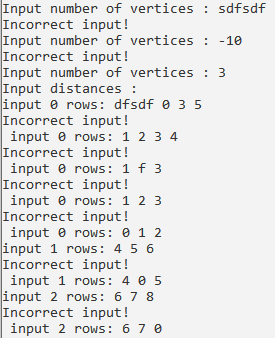 Input number of vertices : sdfsdf
Incorrect input!
Input number of vertices : -10
Incorrect input!
Input number of vertices : 3
Input distances :
input 0 rows: dfsdf 0 3 5
Incorrect input!
 input 0 rows: 1 2 3 4
Incorrect input!
 input 0 rows: 1 f 3
Incorrect input!
 input 0 rows: 1 2 3
Incorrect input!
 input 0 rows: 0 1 2
input 1 rows: 4 5 6
Incorrect input!
 input 1 rows: 4 0 5
input 2 rows: 6 7 8
Incorrect input!
 input 2 rows: 6 7 0